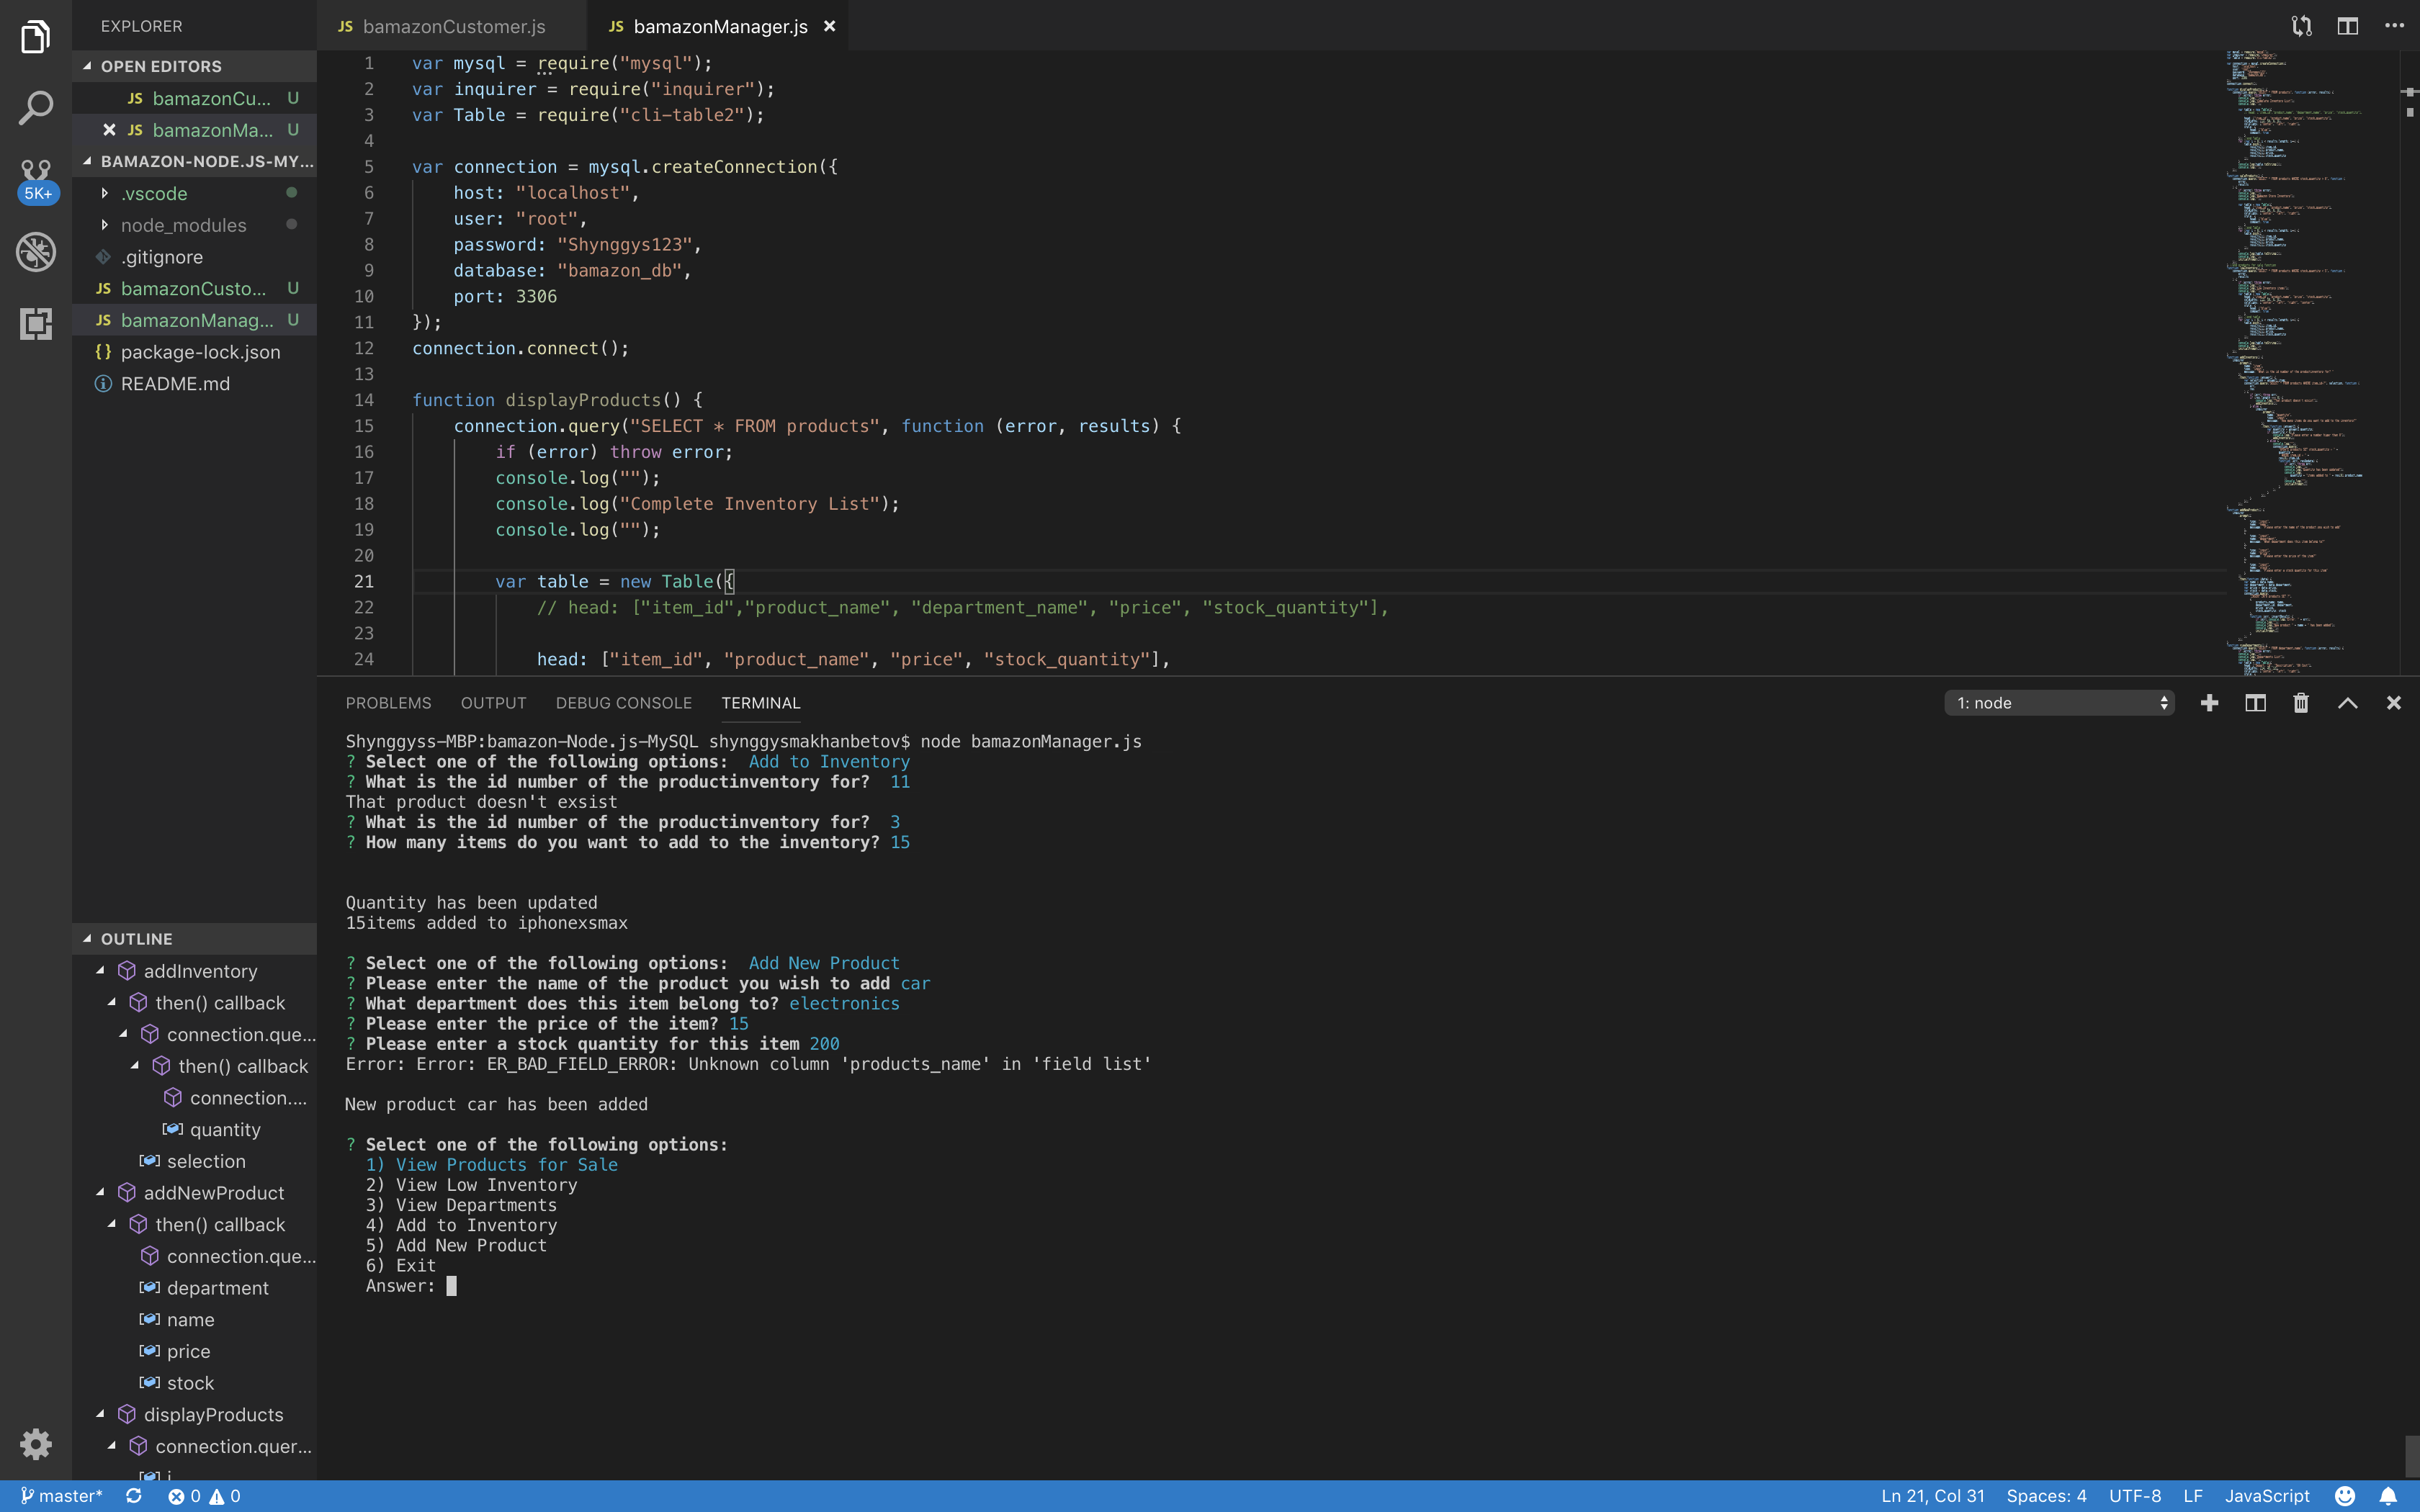 EXPLORER
OPEN EDITORS
JS bamazonCu... U
JS bamazonMa... U
BAMAZON-NODE.JS-MY...
.vscode
node_modules
.gitignore
JS bamazonCusto... U
JS bamazonManag... U
{} package-lock.json
README.md
5K+
OUTLINE
addInventory
then() callback
connection.que...
then() callback
connection....
quantity
selection
addNewProduct
then() callback
connection.que...
department
name
price
stock
displayProducts
connection.quer...
i
JS bamazonCustomer.js
JS bamazonManager.js
1 var mysql = require("mysql");
2 var inquirer = require("inquirer");
3 var Table = require("cli-table2");
4
5 var connection = mysql.createConnection({
6 host: "localhost",
7 user: "root",
8 password: "Shynggys123",
9 database: "bamazon_db",
10 port: 3306
11 });
12 connection.connect();
13
14 function displayProducts() {
15 connection.query("SELECT * FROM products", function (error, results) {
16 if (error) throw error;
17 console.log("");
18 console.log("Complete Inventory List");
19 console.log("");
20
21 var table = new Table({
22 // head: ["item_id","product_name", "department_name", "price", "stock_quantity"],
23
24 head: ["item_id", "product_name", "price", "stock_quantity"],
PROBLEMS OUTPUT DEBUG CONSOLE TERMINAL
1: node
Shynggyss-MBP:bamazon-Node.js-MySQL shynggysmakhanbetov$ node bamazonManager.js
? Select one of the following options: Add to Inventory
? What is the id number of the productinventory for? 11
That product doesn't exsist
? What is the id number of the productinventory for? 3
? How many items do you want to add to the inventory? 15
Quantity has been updated
15items added to iphonexsmax
? Select one of the following options: Add New Product
? Please enter the name of the product you wish to add car
? What department does this item belong to? electronics
? Please enter the price of the item? 15
? Please enter a stock quantity for this item 200
Error: Error: ER_BAD_FIELD_ERROR: Unknown column 'products_name' in 'field list'
New product car has been added
? Select one of the following options:
1) View Products for Sale
2) View Low Inventory
3) View Departments
4) Add to Inventory
5) Add New Product
6) Exit
Answer:
master* 0 0
Ln 21, Col 31 Spaces: 4 UTF-8 LF JavaScript